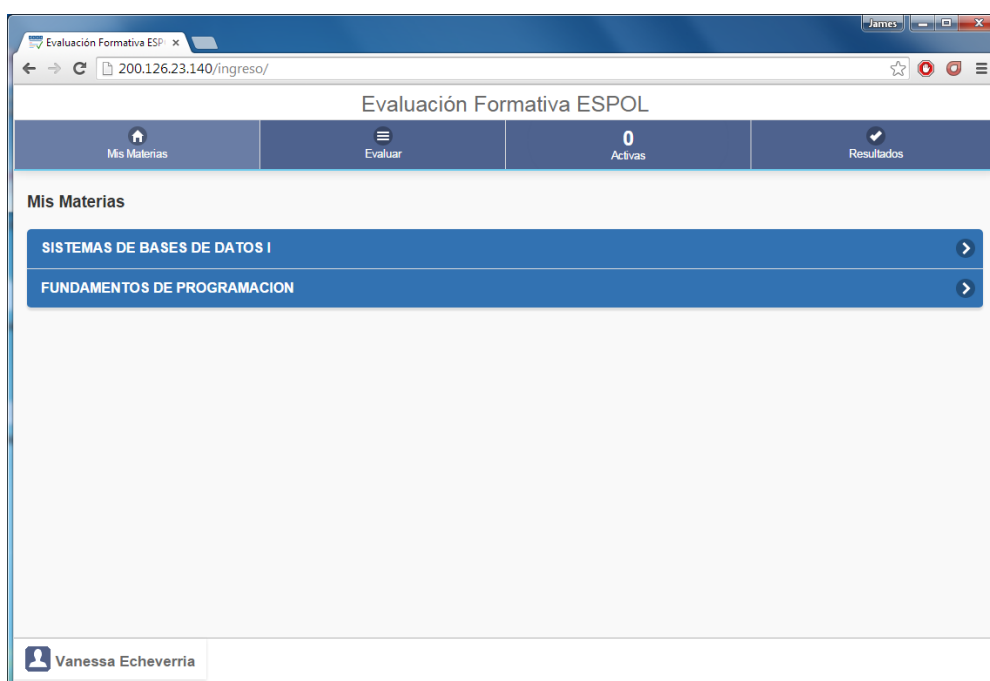 James
Evaluación Formativa ESP
200.126.23.140/ingreso/
Evaluación Formativa ESPOL
Mis Materias
Evaluar
0
Activas
Resultados
Mis Materias
SISTEMAS DE BASES DE DATOS I
FUNDAMENTOS DE PROGRAMACION
Vanessa Echeverria